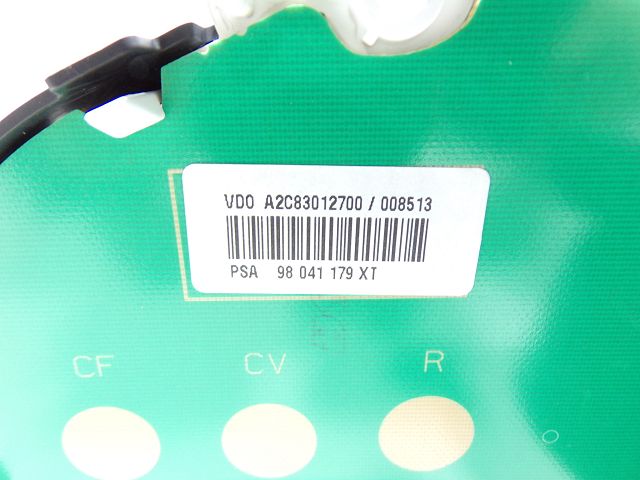 VDO A2C83012700 / 008513
PSA 98 041 179 XT
CF CV R